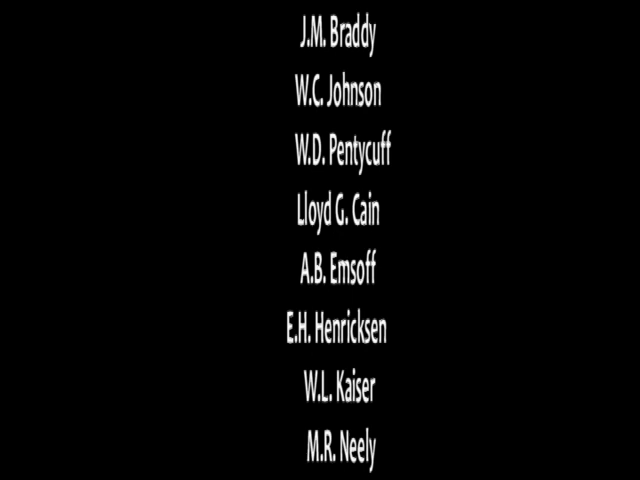 J.M. Braddy
W.C. Johnson
W.D. Pentycuff
Lloyd G. Cain
A.B. Emsoff
E.H. Henricksen
W.L. Kaiser
M.R. Neely